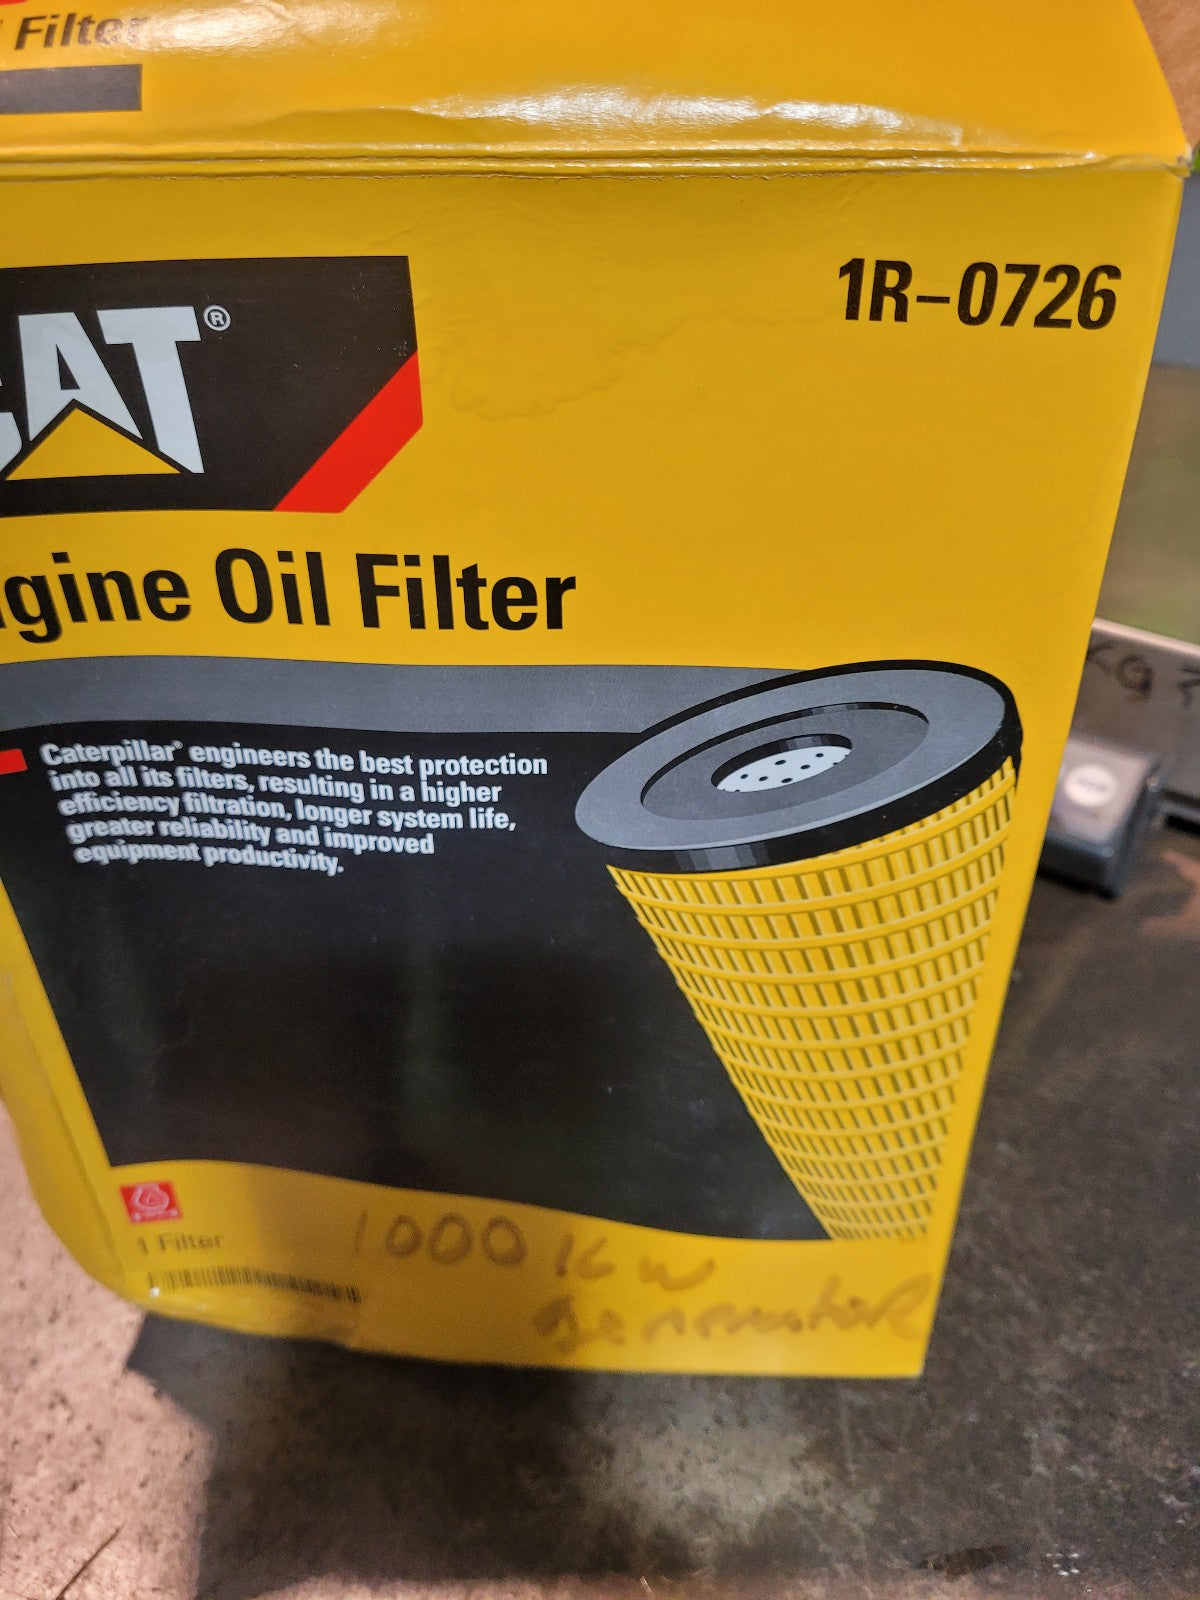 Filter
1R-0726
CAT®
ngine Oil Filter
Caterpillar® engineers the best protection
into all its filters, resulting in a higher
efficiency filtration, longer system life,
greater reliability and improved
equipment productivity.
1 Filter
1000 KW
generator